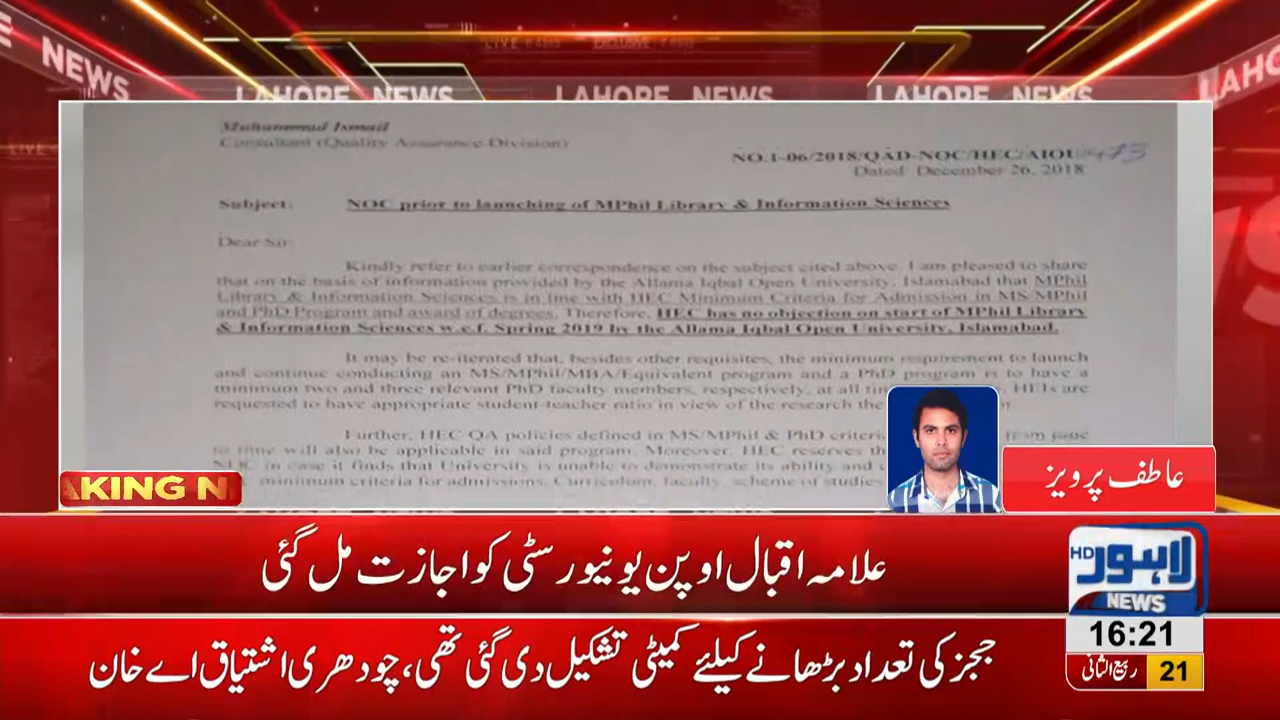 NEWS
LAHORE NEWS
LAHORE NEWS
LAHORE NEWS
LAHO
Muhammad Ismail
Consultant (Quality Assurance Division)
NO.1-06/2018/QAD-NOC/HEC/AIOU
Dated: December 26, 2018
Subject: NOC prior to launching of MPhil Library & Information Sciences
Dear Sir:
Kindly refer to earlier correspondence on the subject cited above. I am pleased to share
that on the basis of information provided by the Allama Iqbal Open University, Islamabad that MPhil
Library & Information Sciences is in line with HEC Minimum Criteria for Admission in MS/MPhil
and PhD Program and award of degrees. Therefore, HEC has no objection on start of MPhil Library
& Information Sciences w.e.f. Spring 2019 by the Allama Iqbal Open University, Islamabad.
It may be re-iterated that, besides other requisites, the minimum requirement to launch
and continue conducting an MS/MPhil/MBA/Equivalent program and a PhD program is to have a
minimum two and three relevant PhD faculty members, respectively, at all HEIs are
requested to have appropriate student-teacher ratio in view of the research
Further, HEC QA policies defined in MS/MPhil & PhD criteria from time
to time will also be applicable in said program. Moreover, HEC reserves
in case it finds that University is unable to demonstrate its ability and
minimum criteria for admissions. Curriculum, faculty, scheme of studies
عاطف پرویز
AKING N
علامہ اقبال اوپن یونیورسٹی کو اجازت مل گئی
ججز کی تعداد بڑھانے کیلئے کمیٹی تشکیل دی گئی تھی، چودھری اشتیاق اے خان
HD لاہور
NEWS
16:21
21 ربیع الثانی